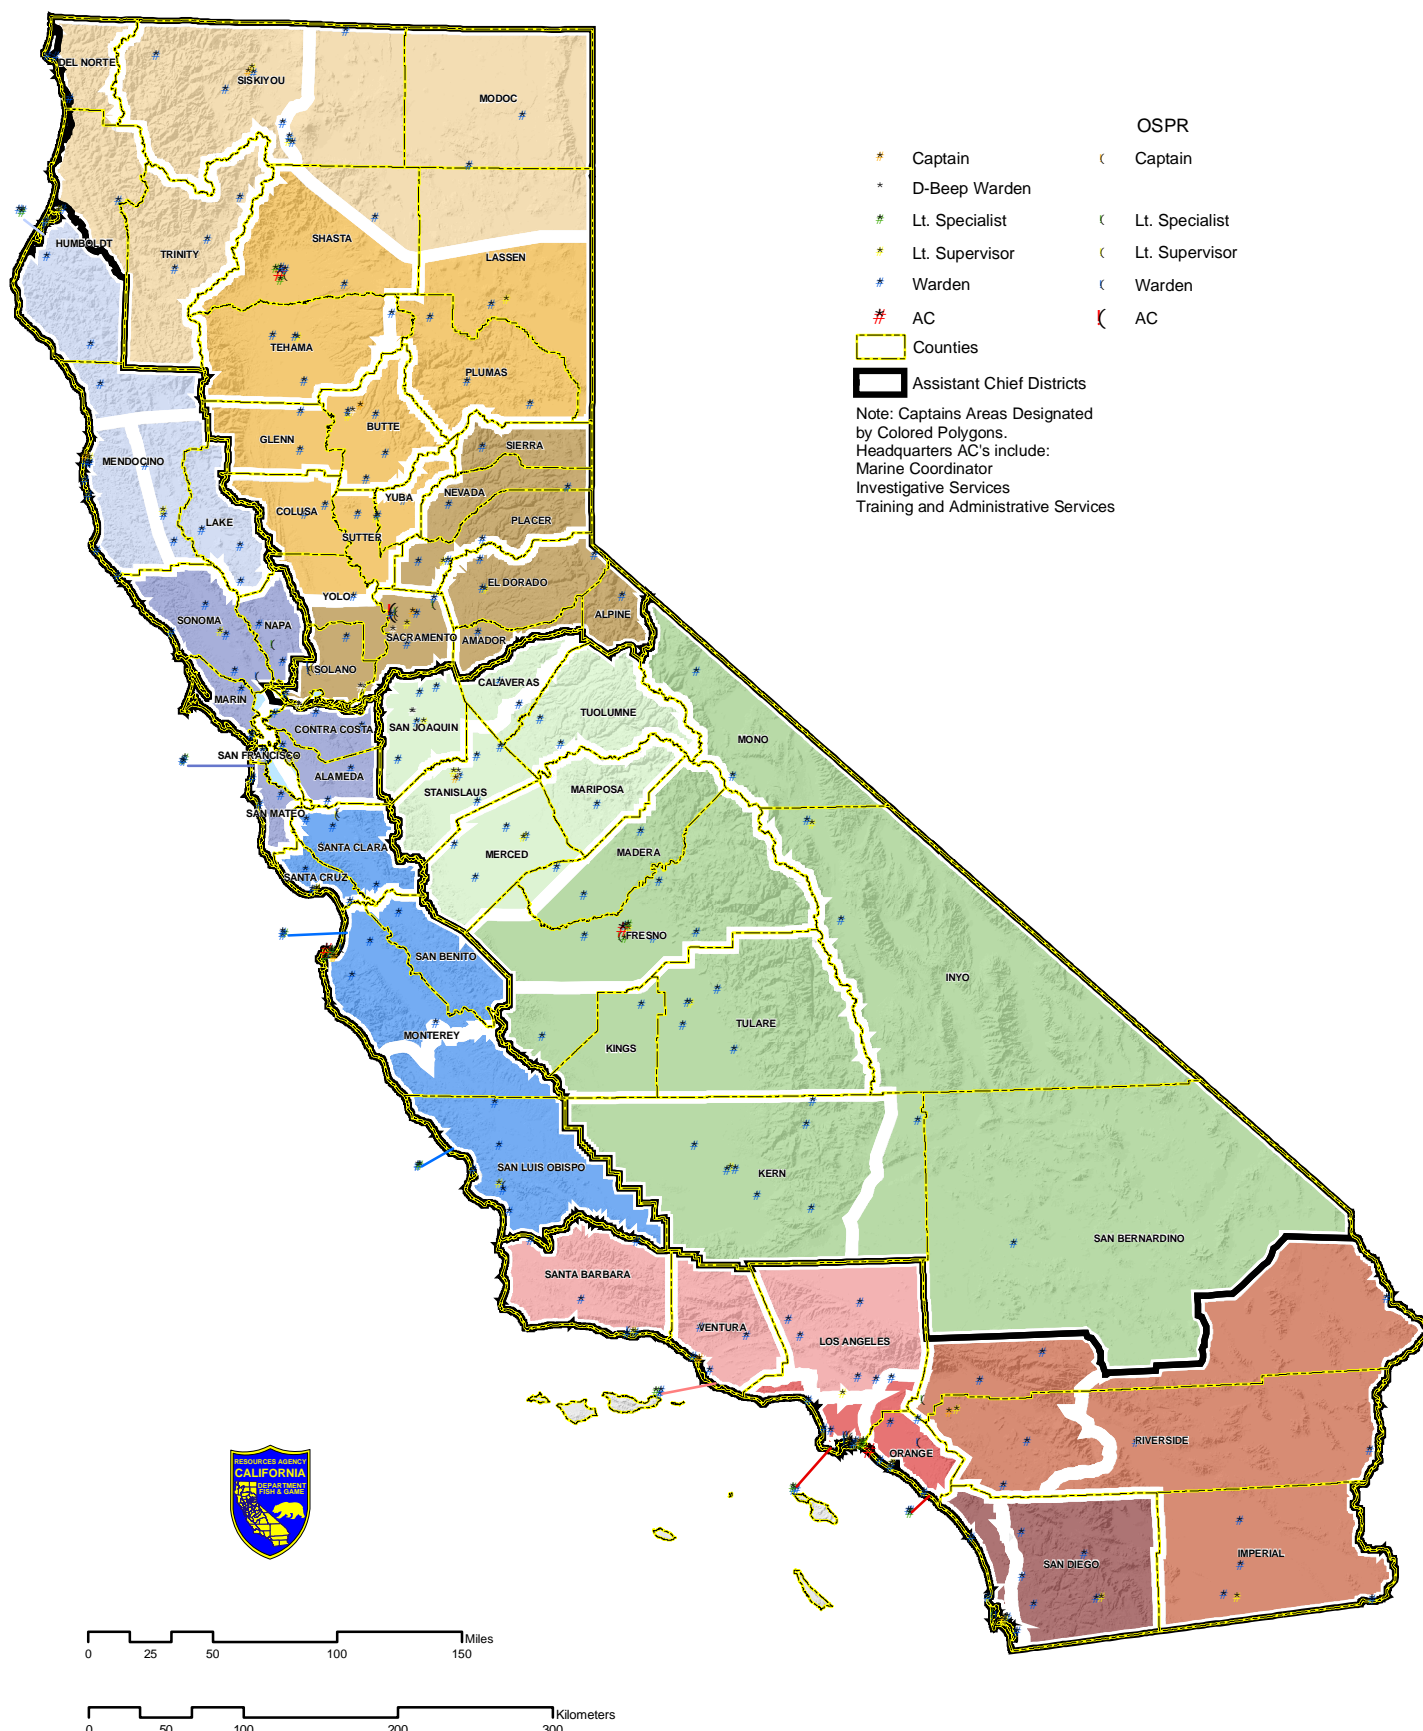 DEL NORTE
SISKIYOU
MODOC
HUMBOLDT
TRINITY
SHASTA
LASSEN
TEHAMA
PLUMAS
GLENN
BUTTE
SIERRA
MENDOCINO
LAKE
COLUSA
YUBA
NEVADA
SUTTER
PLACER
YOLO
EL DORADO
SONOMA
NAPA
SACRAMENTO
AMADOR
ALPINE
SOLANO
MARIN
CALAVERAS
SAN JOAQUIN
TUOLUMNE
CONTRA COSTA
SAN FRANCISCO
MONO
ALAMEDA
STANISLAUS
MARIPOSA
SAN MATEO
SANTA CLARA
MERCED
MADERA
SANTA CRUZ
FRESNO
SAN BENITO
INYO
MONTEREY
KINGS
TULARE
SAN LUIS OBISPO
KERN
SAN BERNARDINO
SANTA BARBARA
VENTURA
LOS ANGELES
ORANGE
RIVERSIDE
SAN DIEGO
IMPERIAL
OSPR
Captain
Captain
D-Beep Warden
Lt. Specialist
Lt. Specialist
Lt. Supervisor
Lt. Supervisor
Warden
Warden
AC
AC
Counties
Assistant Chief Districts
Note: Captains Areas Designated
by Colored Polygons.
Headquarters AC's include:
Marine Coordinator
Investigative Services
Training and Administrative Services
RESOURCES AGENCY
CALIFORNIA
DEPARTMENT
FISH & GAME
Miles
0 25 50 100 150
Kilometers
0 50 100 200 300